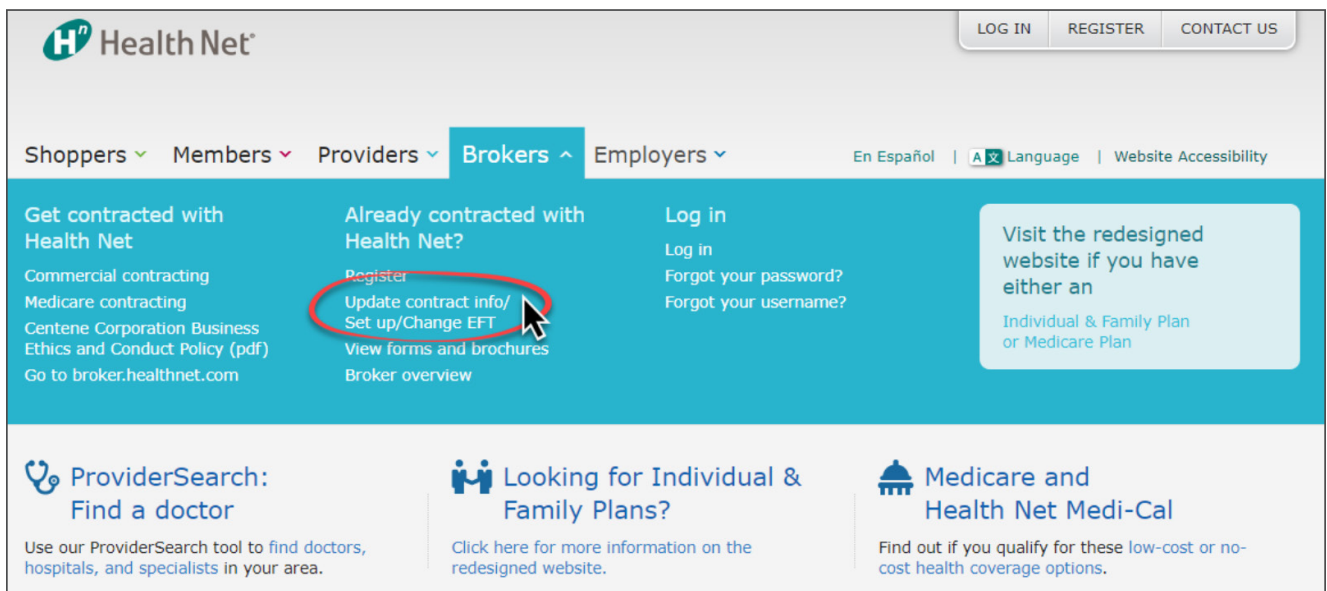 Health Net®
LOG IN REGISTER CONTACT US
Shoppers Members Providers Brokers Employers
En Español | A 文 Language | Website Accessibility
Get contracted with
Health Net
Commercial contracting
Medicare contracting
Centene Corporation Business
Ethics and Conduct Policy (pdf)
Go to broker.healthnet.com
Already contracted with
Health Net?
Register
Update contract info/
Set up/Change EFT
View forms and brochures
Broker overview
Log in
Log in
Forgot your password?
Forgot your username?
Visit the redesigned
website if you have
either an
Individual & Family Plan
or Medicare Plan
ProviderSearch:
Find a doctor
Use our ProviderSearch tool to find doctors,
hospitals, and specialists in your area.
Looking for Individual &
Family Plans?
Click here for more information on the
redesigned website.
Medicare and
Health Net Medi-Cal
Find out if you qualify for these low-cost or no-
cost health coverage options.